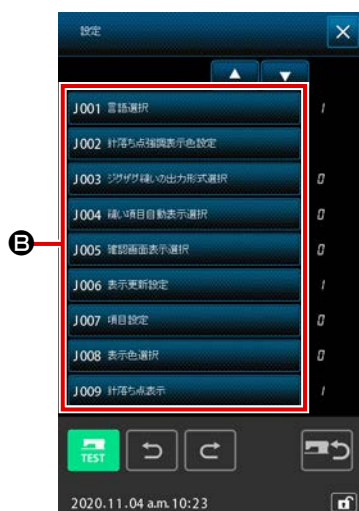 設定
J001 言語選択 1
J002 針落ち点強調表示色設定
J003 ジグザグ縫いの出力形式選択 0
J004 縫い項目自動表示選択 0
B
J005 確認画面表示選択 0
J006 表示更新設定 1
J007 項目設定 0
J008 表示色選択 0
J009 針落ち点表示 1
TEST
2020.11.04 a.m. 10:23